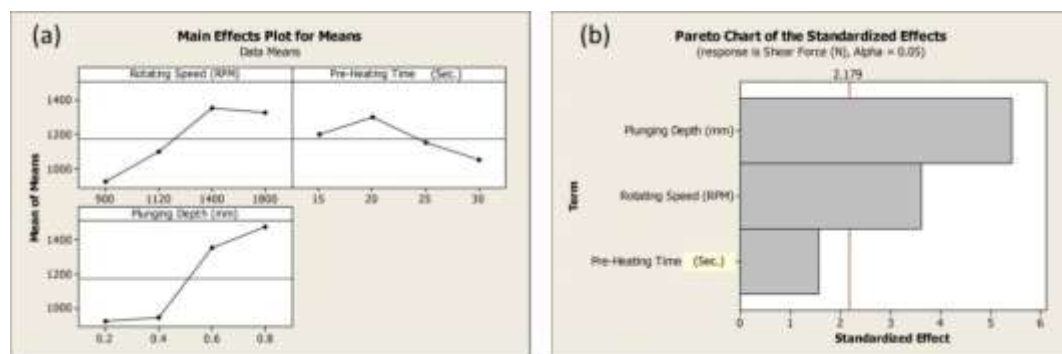 (a)
Main Effects Plot for Means
Data Means
Rotating Speed (RPM)
Pre-Heating Time (Sec.)
1400
1200
1000
900 1120 1400 1800
15 20 25 30
Plunging Depth (mm)
1400
1200
1000
0.2 0.4 0.6 0.8
Mean of Means
(b)
Pareto Chart of the Standardized Effects
(response is Shear Force (N), Alpha = 0.05)
2.179
Term
Plunging Depth (mm)
Rotating Speed (RPM)
Pre-Heating Time (Sec.)
0 1 2 3 4 5 6
Standardized Effect